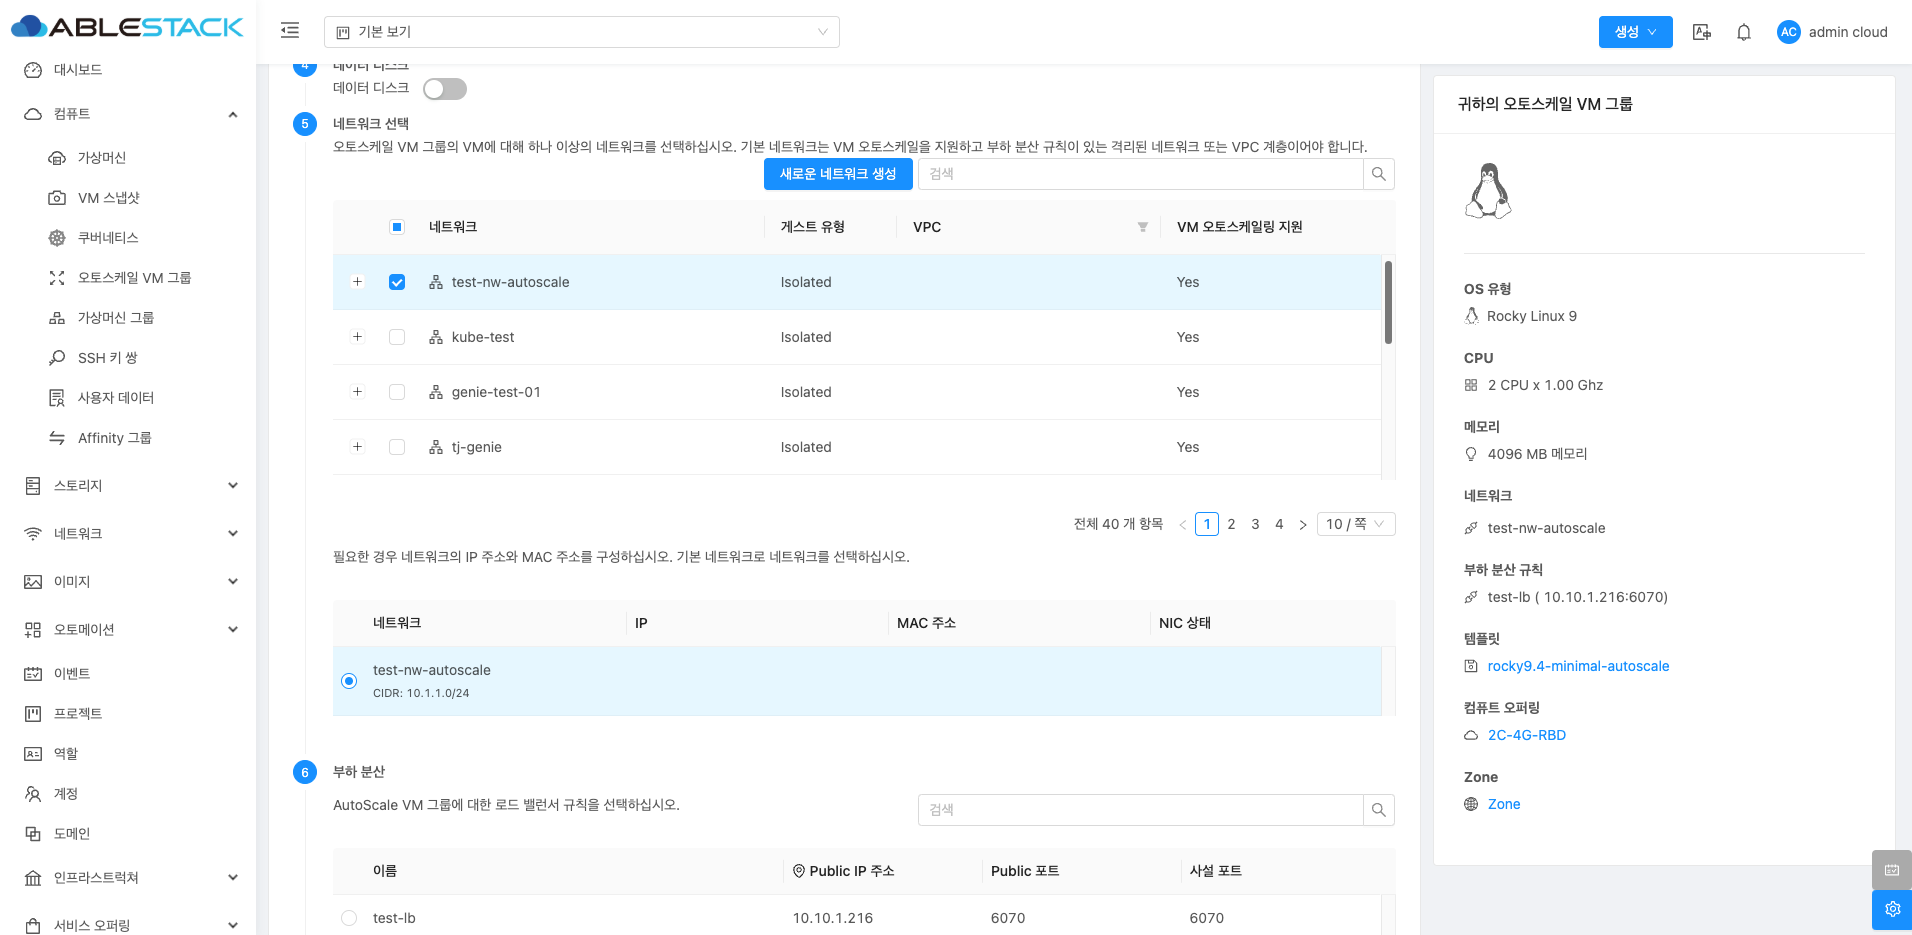 ABLESTACK
기본 보기
생성
AC
admin cloud
대시보드
컴퓨트
가상머신
VM 스냅샷
쿠버네티스
오토스케일 VM 그룹
가상머신 그룹
SSH 키 쌍
사용자 데이터
Affinity 그룹
스토리지
네트워크
이미지
오토메이션
이벤트
프로젝트
역할
계정
도메인
인프라스트럭쳐
서비스 오퍼링
4
데이터 디스크
데이터 디스크
5
네트워크 선택
오토스케일 VM 그룹의 VM에 대해 하나 이상의 네트워크를 선택하십시오. 기본 네트워크는 VM 오토스케일을 지원하고 부하 분산 규칙이 있는 격리된 네트워크 또는 VPC 계층이어야 합니다.
새로운 네트워크 생성
검색
네트워크 게스트 유형 VPC VM 오토스케일링 지원
test-nw-autoscale Isolated Yes
kube-test Isolated Yes
genie-test-01 Isolated Yes
tj-genie Isolated Yes
전체 40 개 항목 < 1 2 3 4 > 10 / 쪽
필요한 경우 네트워크의 IP 주소와 MAC 주소를 구성하십시오. 기본 네트워크로 네트워크를 선택하십시오.
네트워크 IP MAC 주소 NIC 상태
test-nw-autoscale
CIDR: 10.1.1.0/24
6
부하 분산
AutoScale VM 그룹에 대한 로드 밸런서 규칙을 선택하십시오.
검색
이름 Public IP 주소 Public 포트 사설 포트
test-lb 10.10.1.216 6070 6070
귀하의 오토스케일 VM 그룹
OS 유형
Rocky Linux 9
CPU
2 CPU x 1.00 Ghz
메모리
4096 MB 메모리
네트워크
test-nw-autoscale
부하 분산 규칙
test-lb ( 10.10.1.216:6070)
템플릿
rocky9.4-minimal-autoscale
컴퓨트 오퍼링
2C-4G-RBD
Zone
Zone